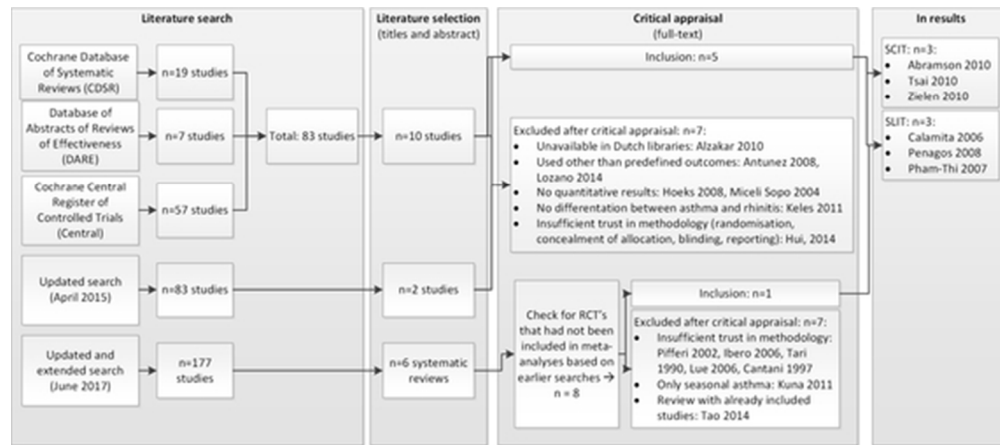 Literature search
Cochrane Database
of Systematic
Reviews (CDSR)
n=19 studies
Database of
Abstracts of Reviews
of Effectiveness
(DARE)
n=7 studies
Total: 83 studies
Cochrane Central
Register of
Controlled Trials
(Central)
n=57 studies
Updated search
(April 2015)
n=83 studies
Updated and
extended search
(June 2017)
n=177
studies
Literature selection
(titles and abstract)
n=10 studies
n=2 studies
n=6 systematic
reviews
Critical appraisal
(full-text)
Inclusion: n=5
Excluded after critical appraisal: n=7:
• Unavailable in Dutch libraries: Alzakar 2010
• Used other than predefined outcomes: Antunez 2008,
Lozano 2014
• No quantitative results: Hoeks 2008, Miceli Sopo 2004
• No differentation between asthma and rhinitis: Keles 2011
• Insufficient trust in methodology (randomisation,
concealment of allocation, blinding, reporting): Hui, 2014
Check for RCT's
that had not been
included in meta-
analyses based on
earlier searches →
n = 8
Inclusion: n=1
Excluded after critical appraisal: n=7:
• Insufficient trust in methodology:
Pifferi 2002, Ibero 2006, Tari
1990, Lue 2006, Cantani 1997
• Only seasonal asthma: Kuna 2011
• Review with already included
studies: Tao 2014
In results
SCIT: n=3:
• Abramson 2010
• Tsai 2010
• Zielen 2010
SLIT: n=3:
• Calamita 2006
• Penagos 2008
• Pham-Thi 2007